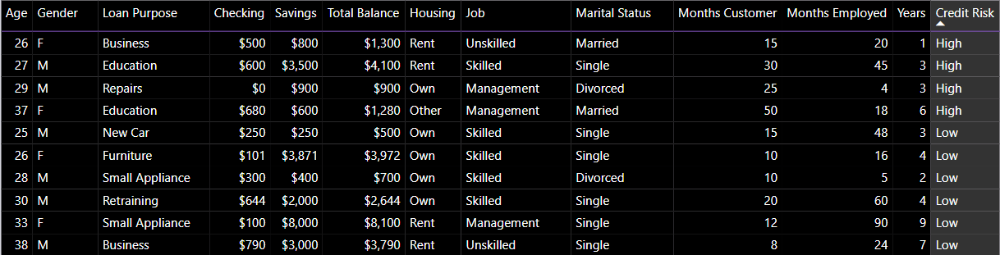 Age Gender Loan Purpose Checking Savings Total Balance Housing Job Marital Status Months Customer Months Employed Years Credit Risk
26 F Business $500 $800 $1,300 Rent Unskilled Married 15 20 1 High
27 M Education $600 $3,500 $4,100 Rent Skilled Single 30 45 3 High
29 M Repairs $0 $900 $900 Own Management Divorced 25 4 3 High
37 F Education $680 $600 $1,280 Other Management Married 50 18 6 High
25 M New Car $250 $250 $500 Own Skilled Single 15 48 3 Low
26 F Furniture $101 $3,871 $3,972 Own Skilled Single 10 16 4 Low
28 M Small Appliance $300 $400 $700 Own Skilled Divorced 10 5 2 Low
30 M Retraining $644 $2,000 $2,644 Own Skilled Single 20 60 4 Low
33 F Small Appliance $100 $8,000 $8,100 Rent Management Single 12 90 9 Low
38 M Business $790 $3,000 $3,790 Rent Unskilled Single 8 24 7 Low